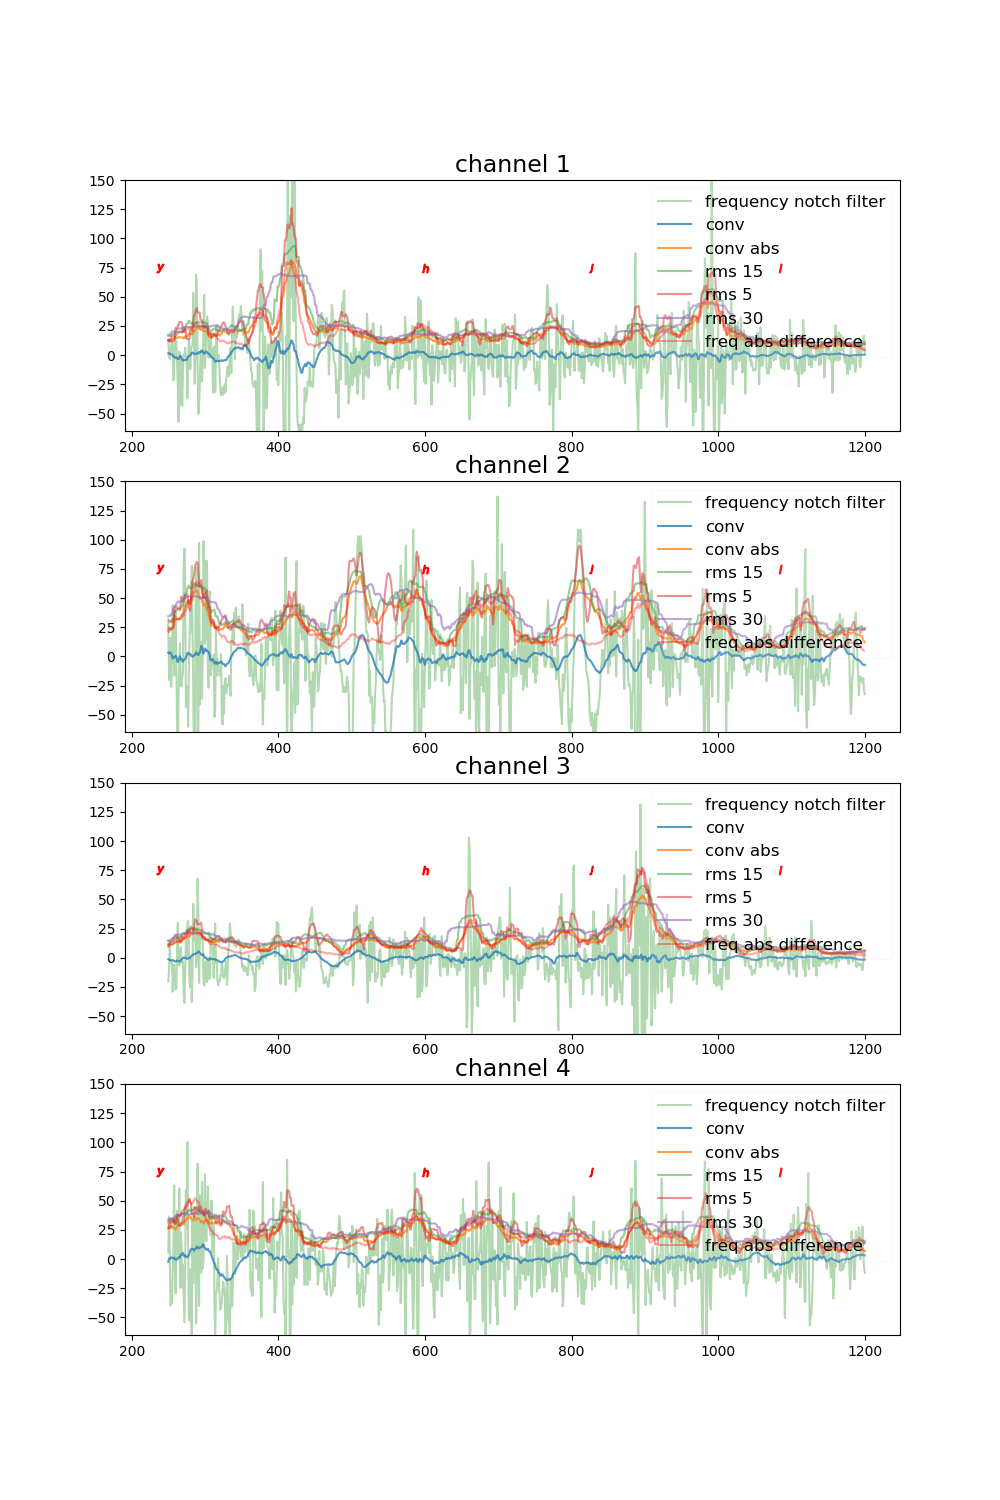 channel 1
150
125
100
75
50
25
0
−25
−50
y
h
J
l
frequency notch filter
conv
conv abs
rms 15
rms 5
rms 30
freq abs difference
200 400 600 800 1000 1200
channel 2
150
125
100
75
50
25
0
−25
−50
y
h
J
l
frequency notch filter
conv
conv abs
rms 15
rms 5
rms 30
freq abs difference
200 400 600 800 1000 1200
channel 3
150
125
100
75
50
25
0
−25
−50
y
h
J
l
frequency notch filter
conv
conv abs
rms 15
rms 5
rms 30
freq abs difference
200 400 600 800 1000 1200
channel 4
150
125
100
75
50
25
0
−25
−50
y
h
J
l
frequency notch filter
conv
conv abs
rms 15
rms 5
rms 30
freq abs difference
200 400 600 800 1000 1200